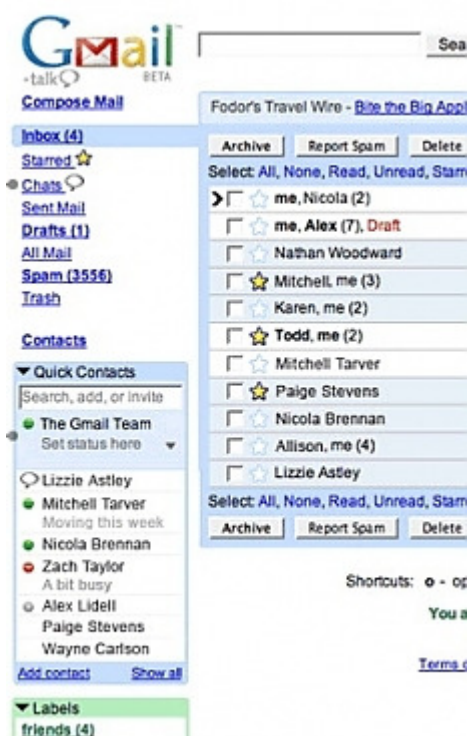 Gmail
-talk BETA
Sea
Compose Mail
Fodor's Travel Wire - Bite the Big Appl
Inbox (4)
Starred
Chats
Sent Mail
Drafts (1)
All Mail
Spam (3556)
Trash
Contacts
Archive Report Spam Delete
Select: All, None, Read, Unread, Starr
me, Nicola (2)
me, Alex (7), Draft
Nathan Woodward
Mitchell, me (3)
Karen, me (2)
Todd, me (2)
Mitchell Tarver
Paige Stevens
Nicola Brennan
Allison, me (4)
Lizzie Astley
Select: All, None, Read, Unread, Starr
Archive Report Spam Delete
Shortcuts: o - op
You a
Terms o
Quick Contacts
Search, add, or invite
The Gmail Team
Set status here
Lizzie Astley
Mitchell Tarver
Moving this week
Nicola Brennan
Zach Taylor
A bit busy
Alex Lidell
Paige Stevens
Wayne Carlson
Add contact Show all
Labels
friends (4)